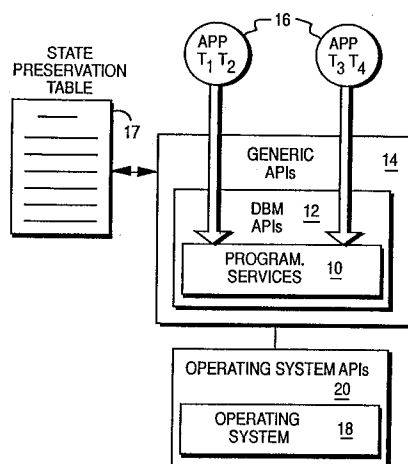 16
APP
T1 T2
APP
T3 T4
STATE
PRESERVATION
TABLE
17
GENERIC
APIs
14
DBM
APIs
12
PROGRAM.
SERVICES
10
OPERATING SYSTEM APIs
20
OPERATING
SYSTEM
18